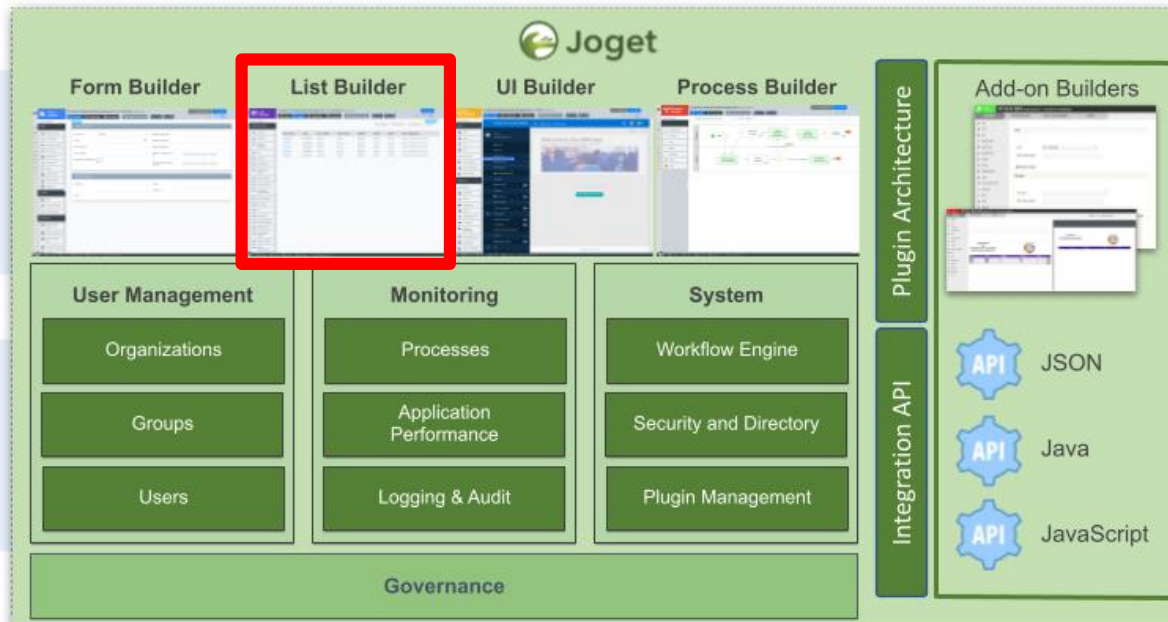 Joget
Form Builder
List Builder
UI Builder
Process Builder
Plugin Architecture
Add-on Builders
User Management
Monitoring
System
Organizations
Processes
Workflow Engine
Groups
Application
Performance
Security and Directory
Users
Logging & Audit
Plugin Management
Governance
Integration API
API
JSON
API
Java
API
JavaScript